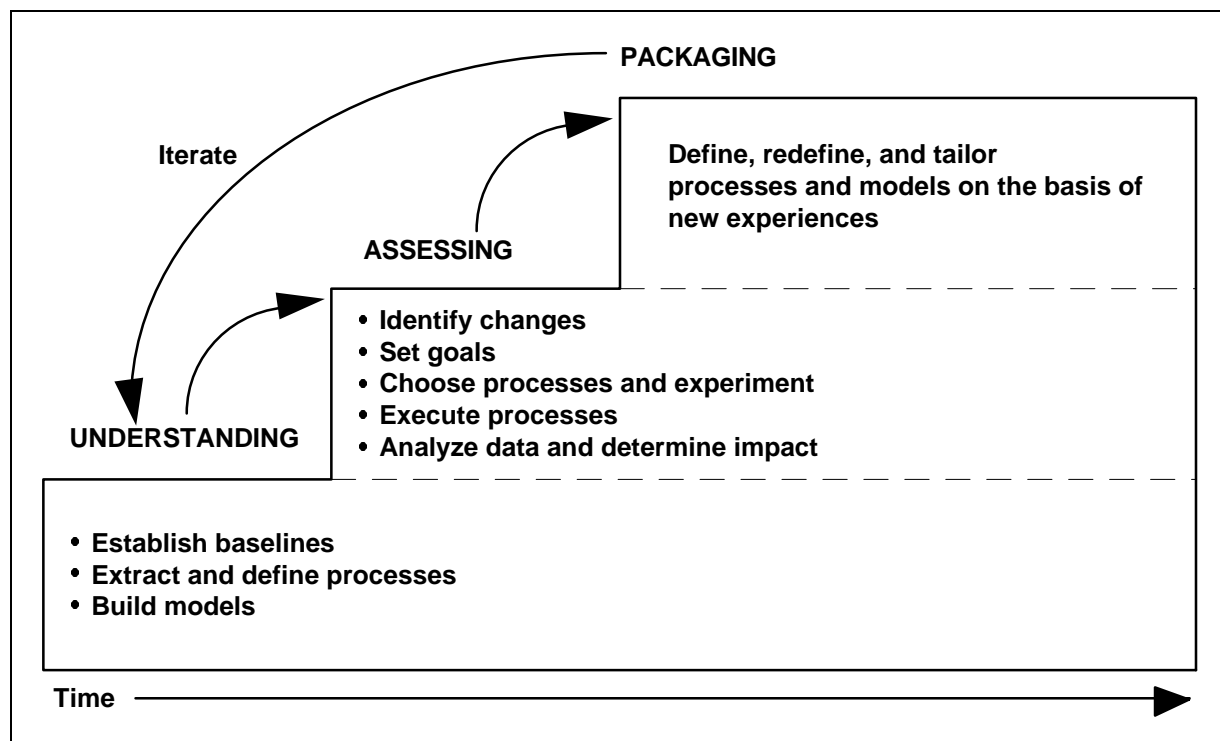 PACKAGING
Iterate
Define, redefine, and tailor
processes and models on the basis of
new experiences
ASSESSING
• Identify changes
• Set goals
• Choose processes and experiment
• Execute processes
• Analyze data and determine impact
UNDERSTANDING
• Establish baselines
• Extract and define processes
• Build models
Time